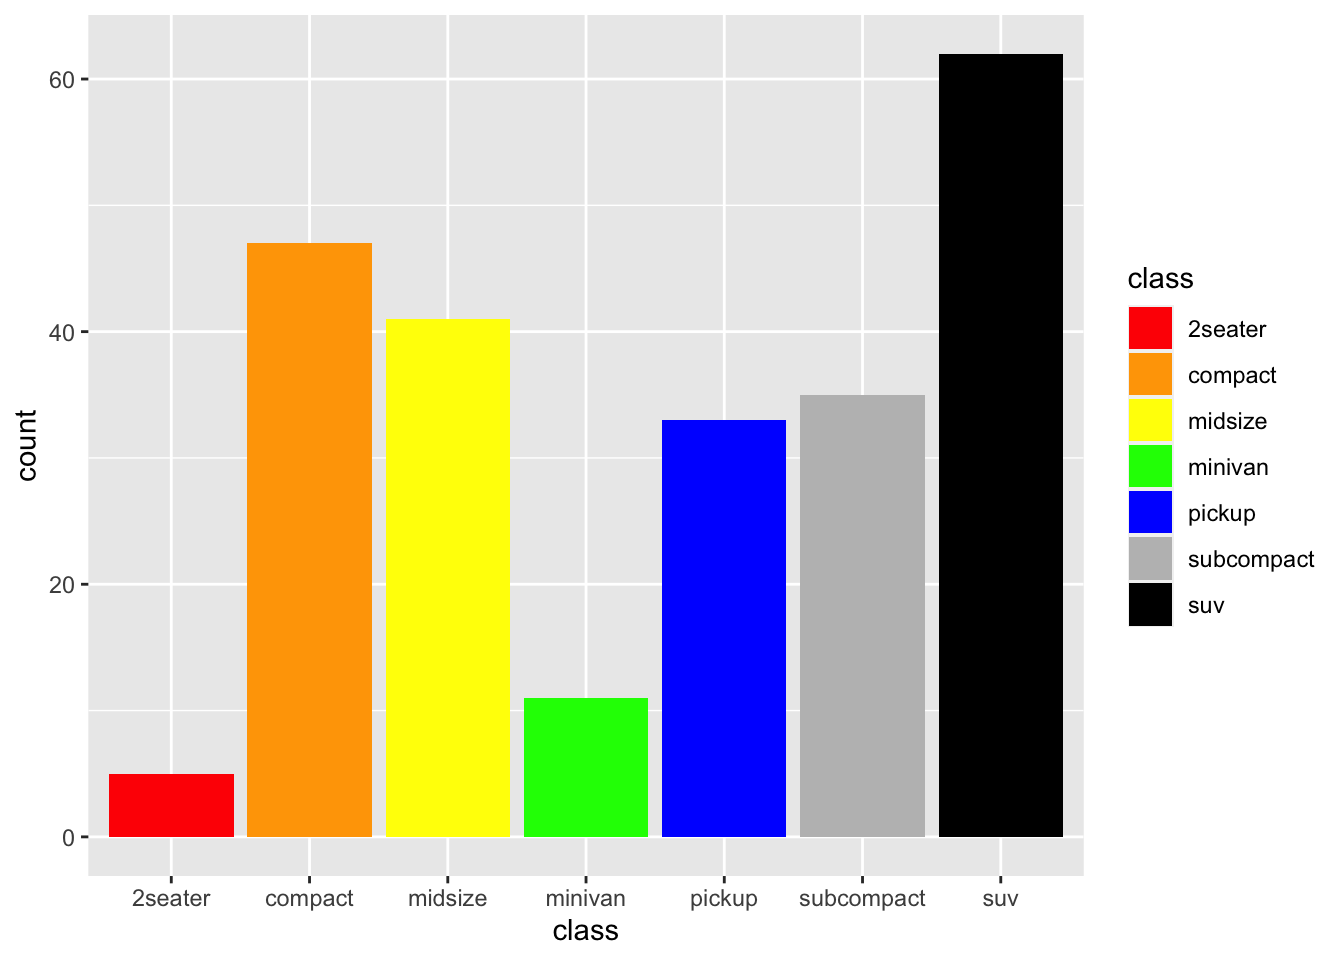 60
40
20
0
count
2seater
compact
midsize
minivan
pickup
subcompact
suv
class
class
2seater
compact
midsize
minivan
pickup
subcompact
suv